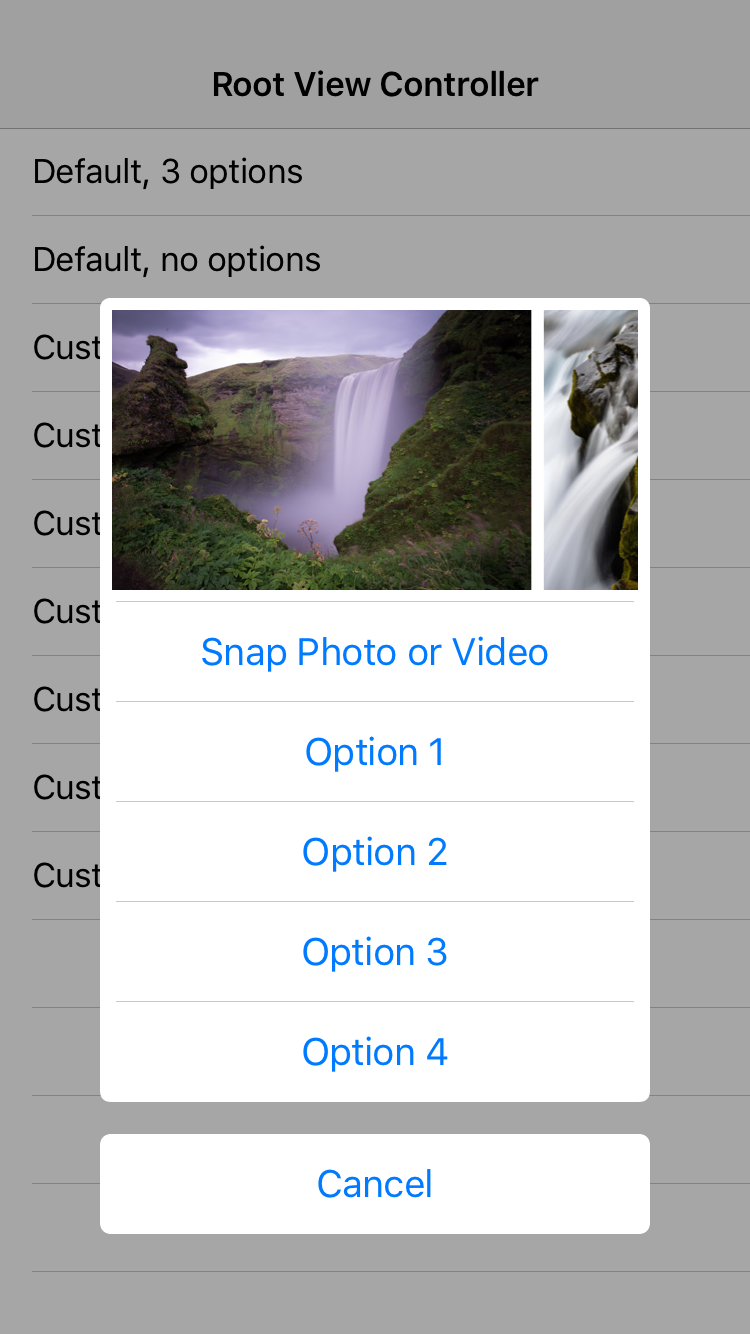 Root View Controller
Default, 3 options
Default, no options
Cust
Cust
Cust
Cust
Cust
Cust
Cust
Snap Photo or Video
Option 1
Option 2
Option 3
Option 4
Cancel